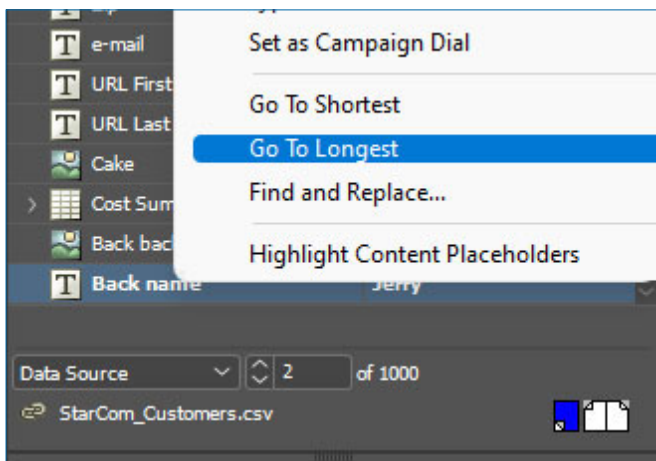 e-mail
Set as Campaign Dial
URL First
Go To Shortest
URL Last
Go To Longest
Cake
Find and Replace...
Cost Sum
Back bac
Highlight Content Placeholders
Back name Jerry
Data Source 2 of 1000
StarCom_Customers.csv